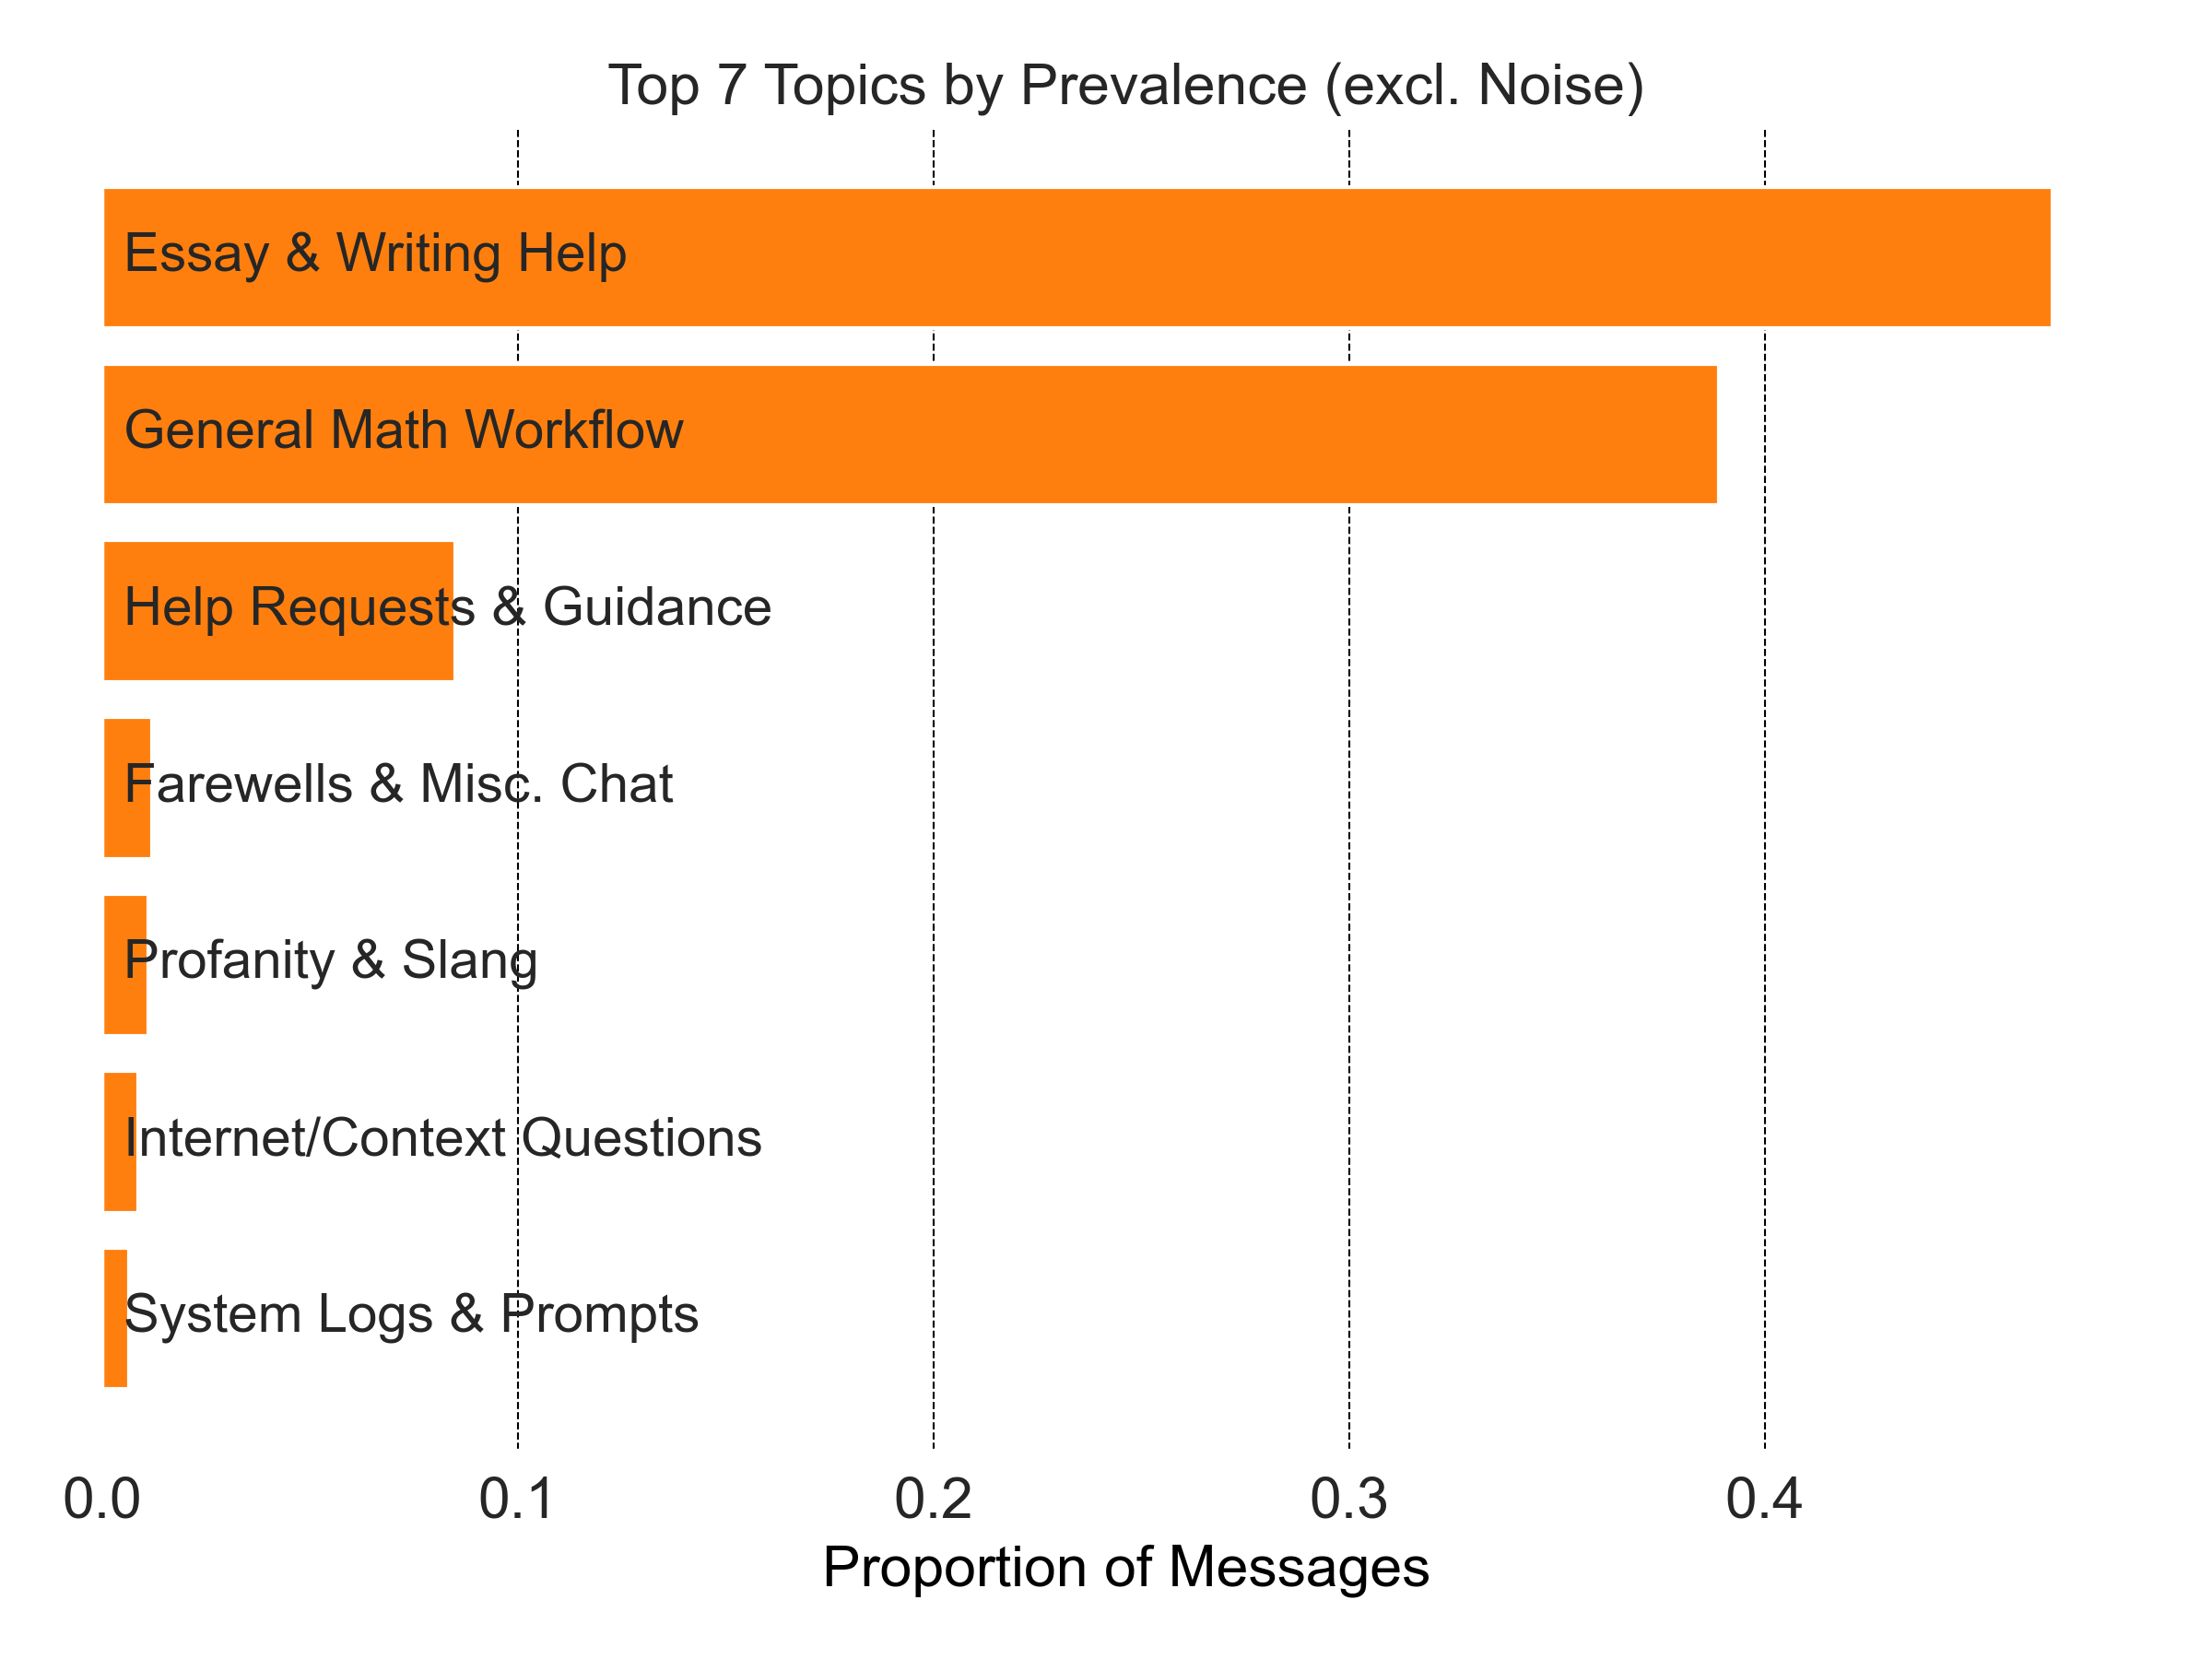 Top 7 Topics by Prevalence (excl. Noise)
Essay & Writing Help
General Math Workflow
Help Requests & Guidance
Farewells & Misc. Chat
Profanity & Slang
Internet/Context Questions
System Logs & Prompts
0.0 0.1 0.2 0.3 0.4
Proportion of Messages